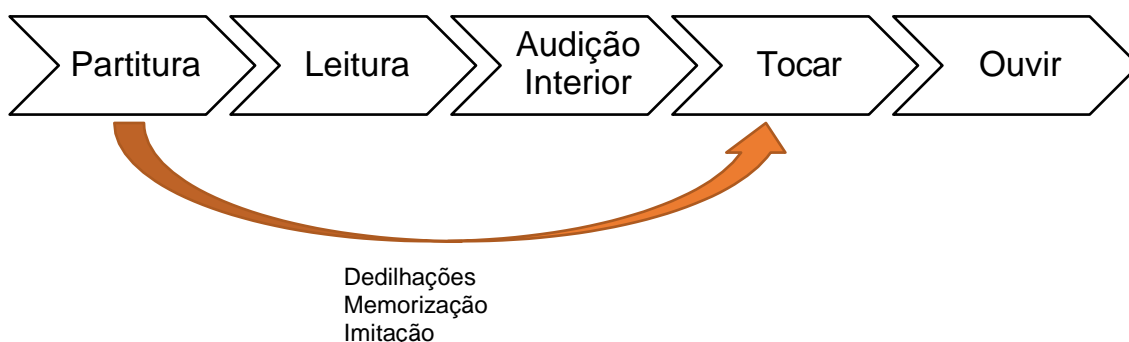 Partitura
Leitura
Audição
Interior
Tocar
Ouvir
Dedilhações
Memorização
Imitação